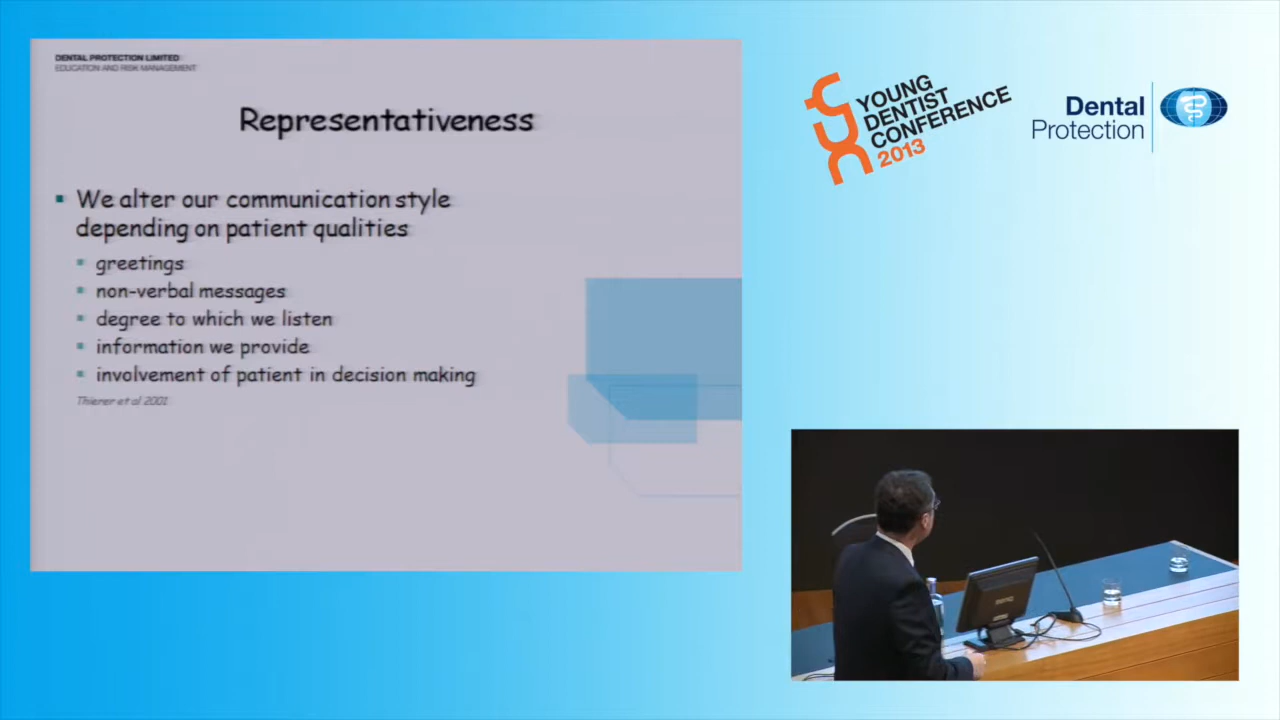 DENTAL PROTECTION LIMITED
EDUCATION AND RISK MANAGEMENT
Representativeness
We alter our communication style
depending on patient qualities
greetings
non-verbal messages
degree to which we listen
information we provide
involvement of patient in decision making
Thierer et al 2001
YOUNG
DENTIST
CONFERENCE
2013
Dental
Protection